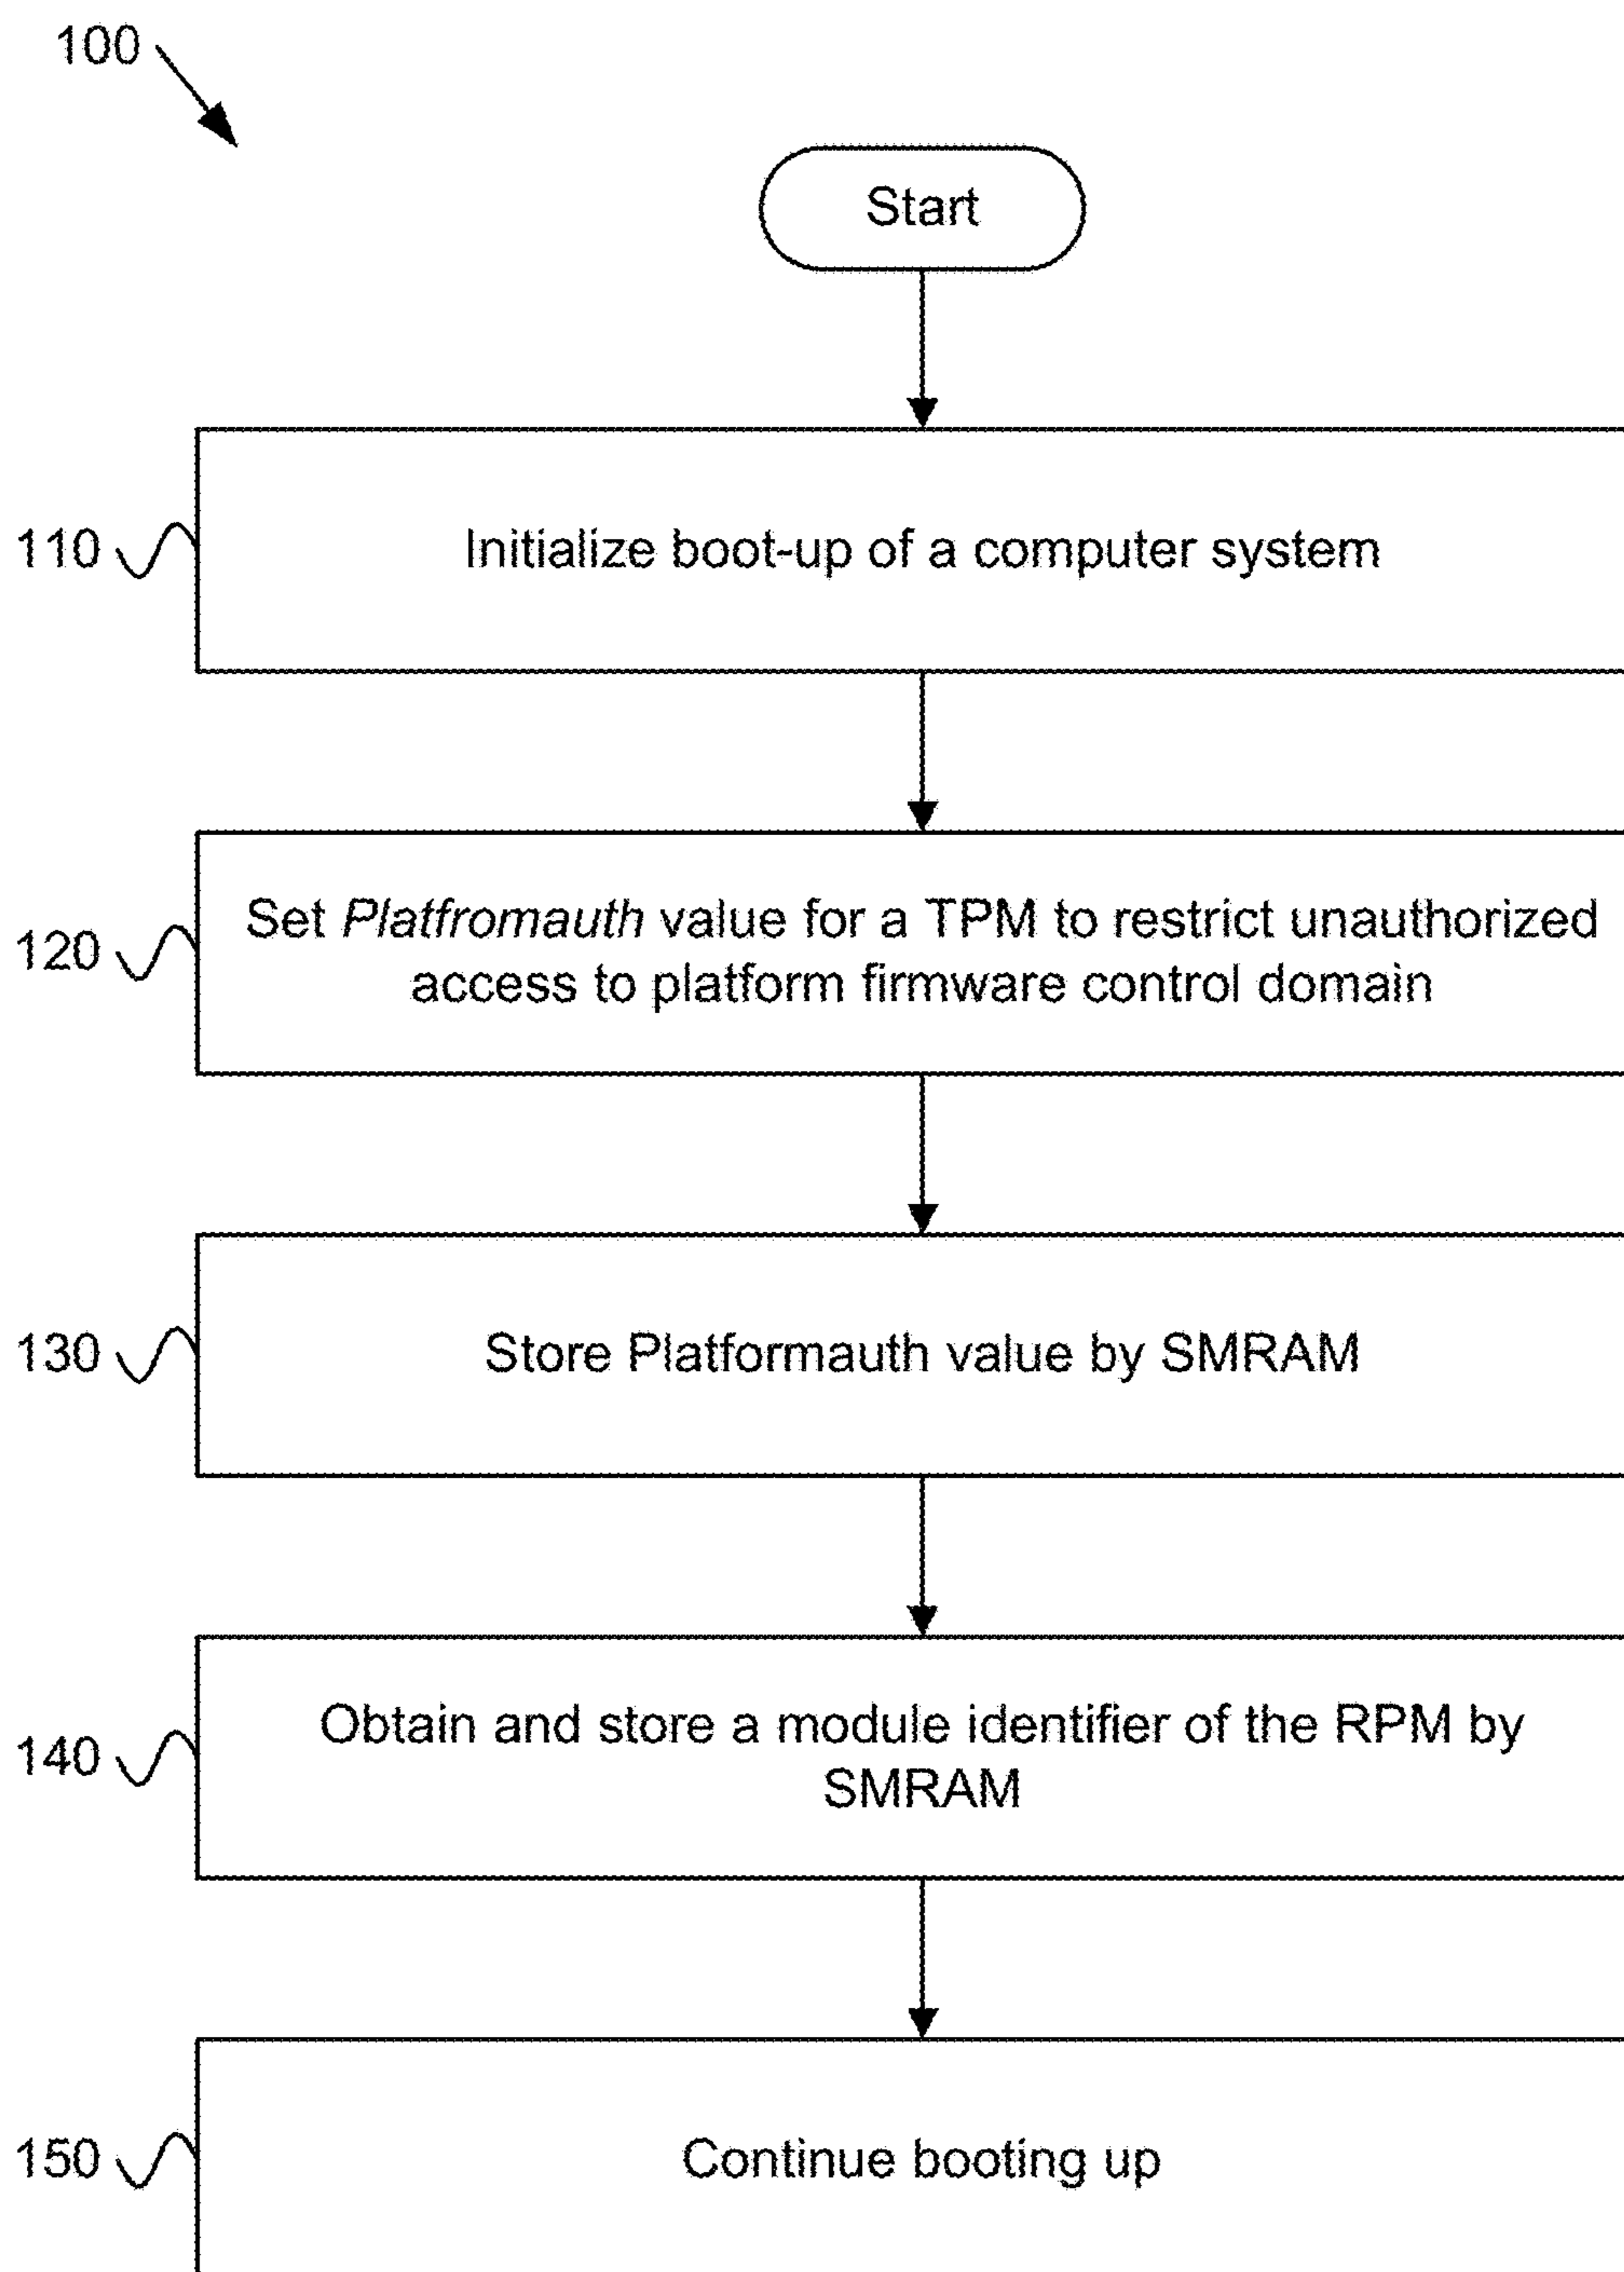 100
Start
110
Initialize boot-up of a computer system
120
Set Platfromauth value for a TPM to restrict unauthorized
access to platform firmware control domain
130
Store Platformauth value by SMRAM
140
Obtain and store a module identifier of the RPM by
SMRAM
150
Continue booting up